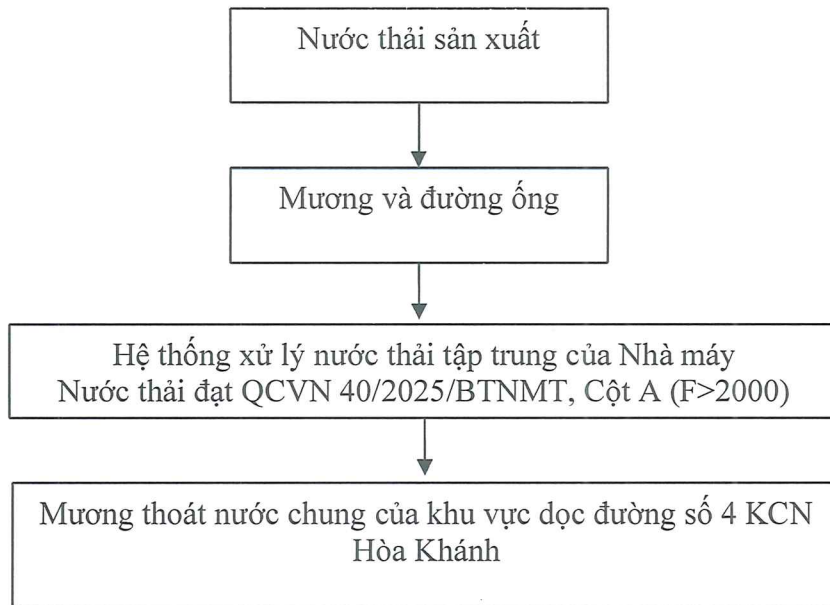 Nước thải sản xuất
Mương và đường ống
Hệ thống xử lý nước thải tập trung của Nhà máy
Nước thải đạt QCVN 40/2025/BTNMT, Cột A (F>2000)
Mương thoát nước chung của khu vực dọc đường số 4 KCN
Hòa Khánh